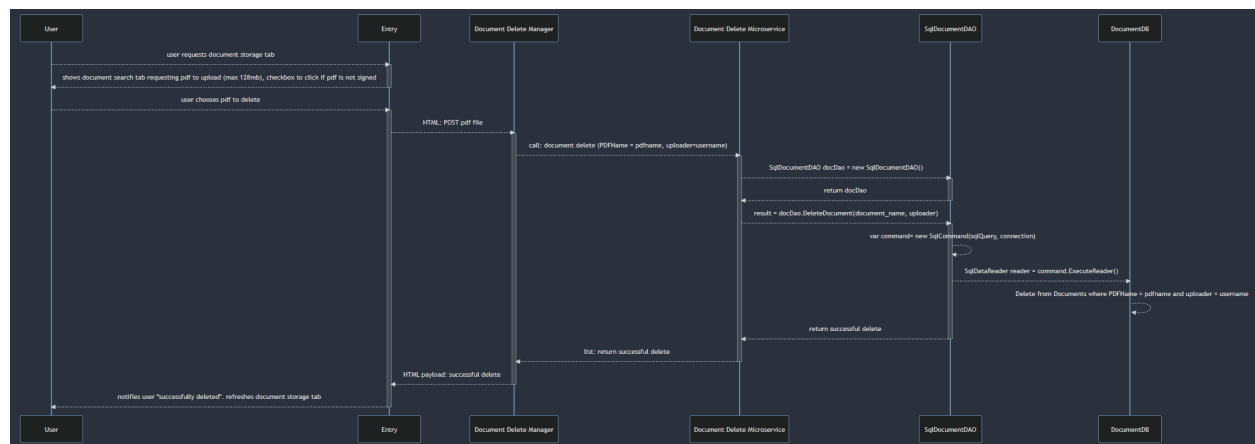 User Entry Document Delete Manager Document Delete Microservice SqlDocumentDAO DocumentDB
user requests document storage tab
shows document search tab requesting pdf to upload (max 128mb), checkbox to click if pdf is not signed
user chooses pdf to delete
HTML: POST pdf file
call: document delete (PDFName = pdfname, uploader=username)
SqlDocumentDAO docDao = new SqlDocumentDAO()
return docDao
result = docDao.DeleteDocument(document_name, uploader)
var command= new SqlCommand(sqlQuery, connection)
SqlDataReader reader = command.ExecuteReader()
Delete from Documents where PDFName = pdfname and uploader = username
return successful delete
list: return successful delete
HTML payload: successful delete
notifies user "successfully deleted". refreshes document storage tab
User Entry Document Delete Manager Document Delete Microservice SqlDocumentDAO DocumentDB